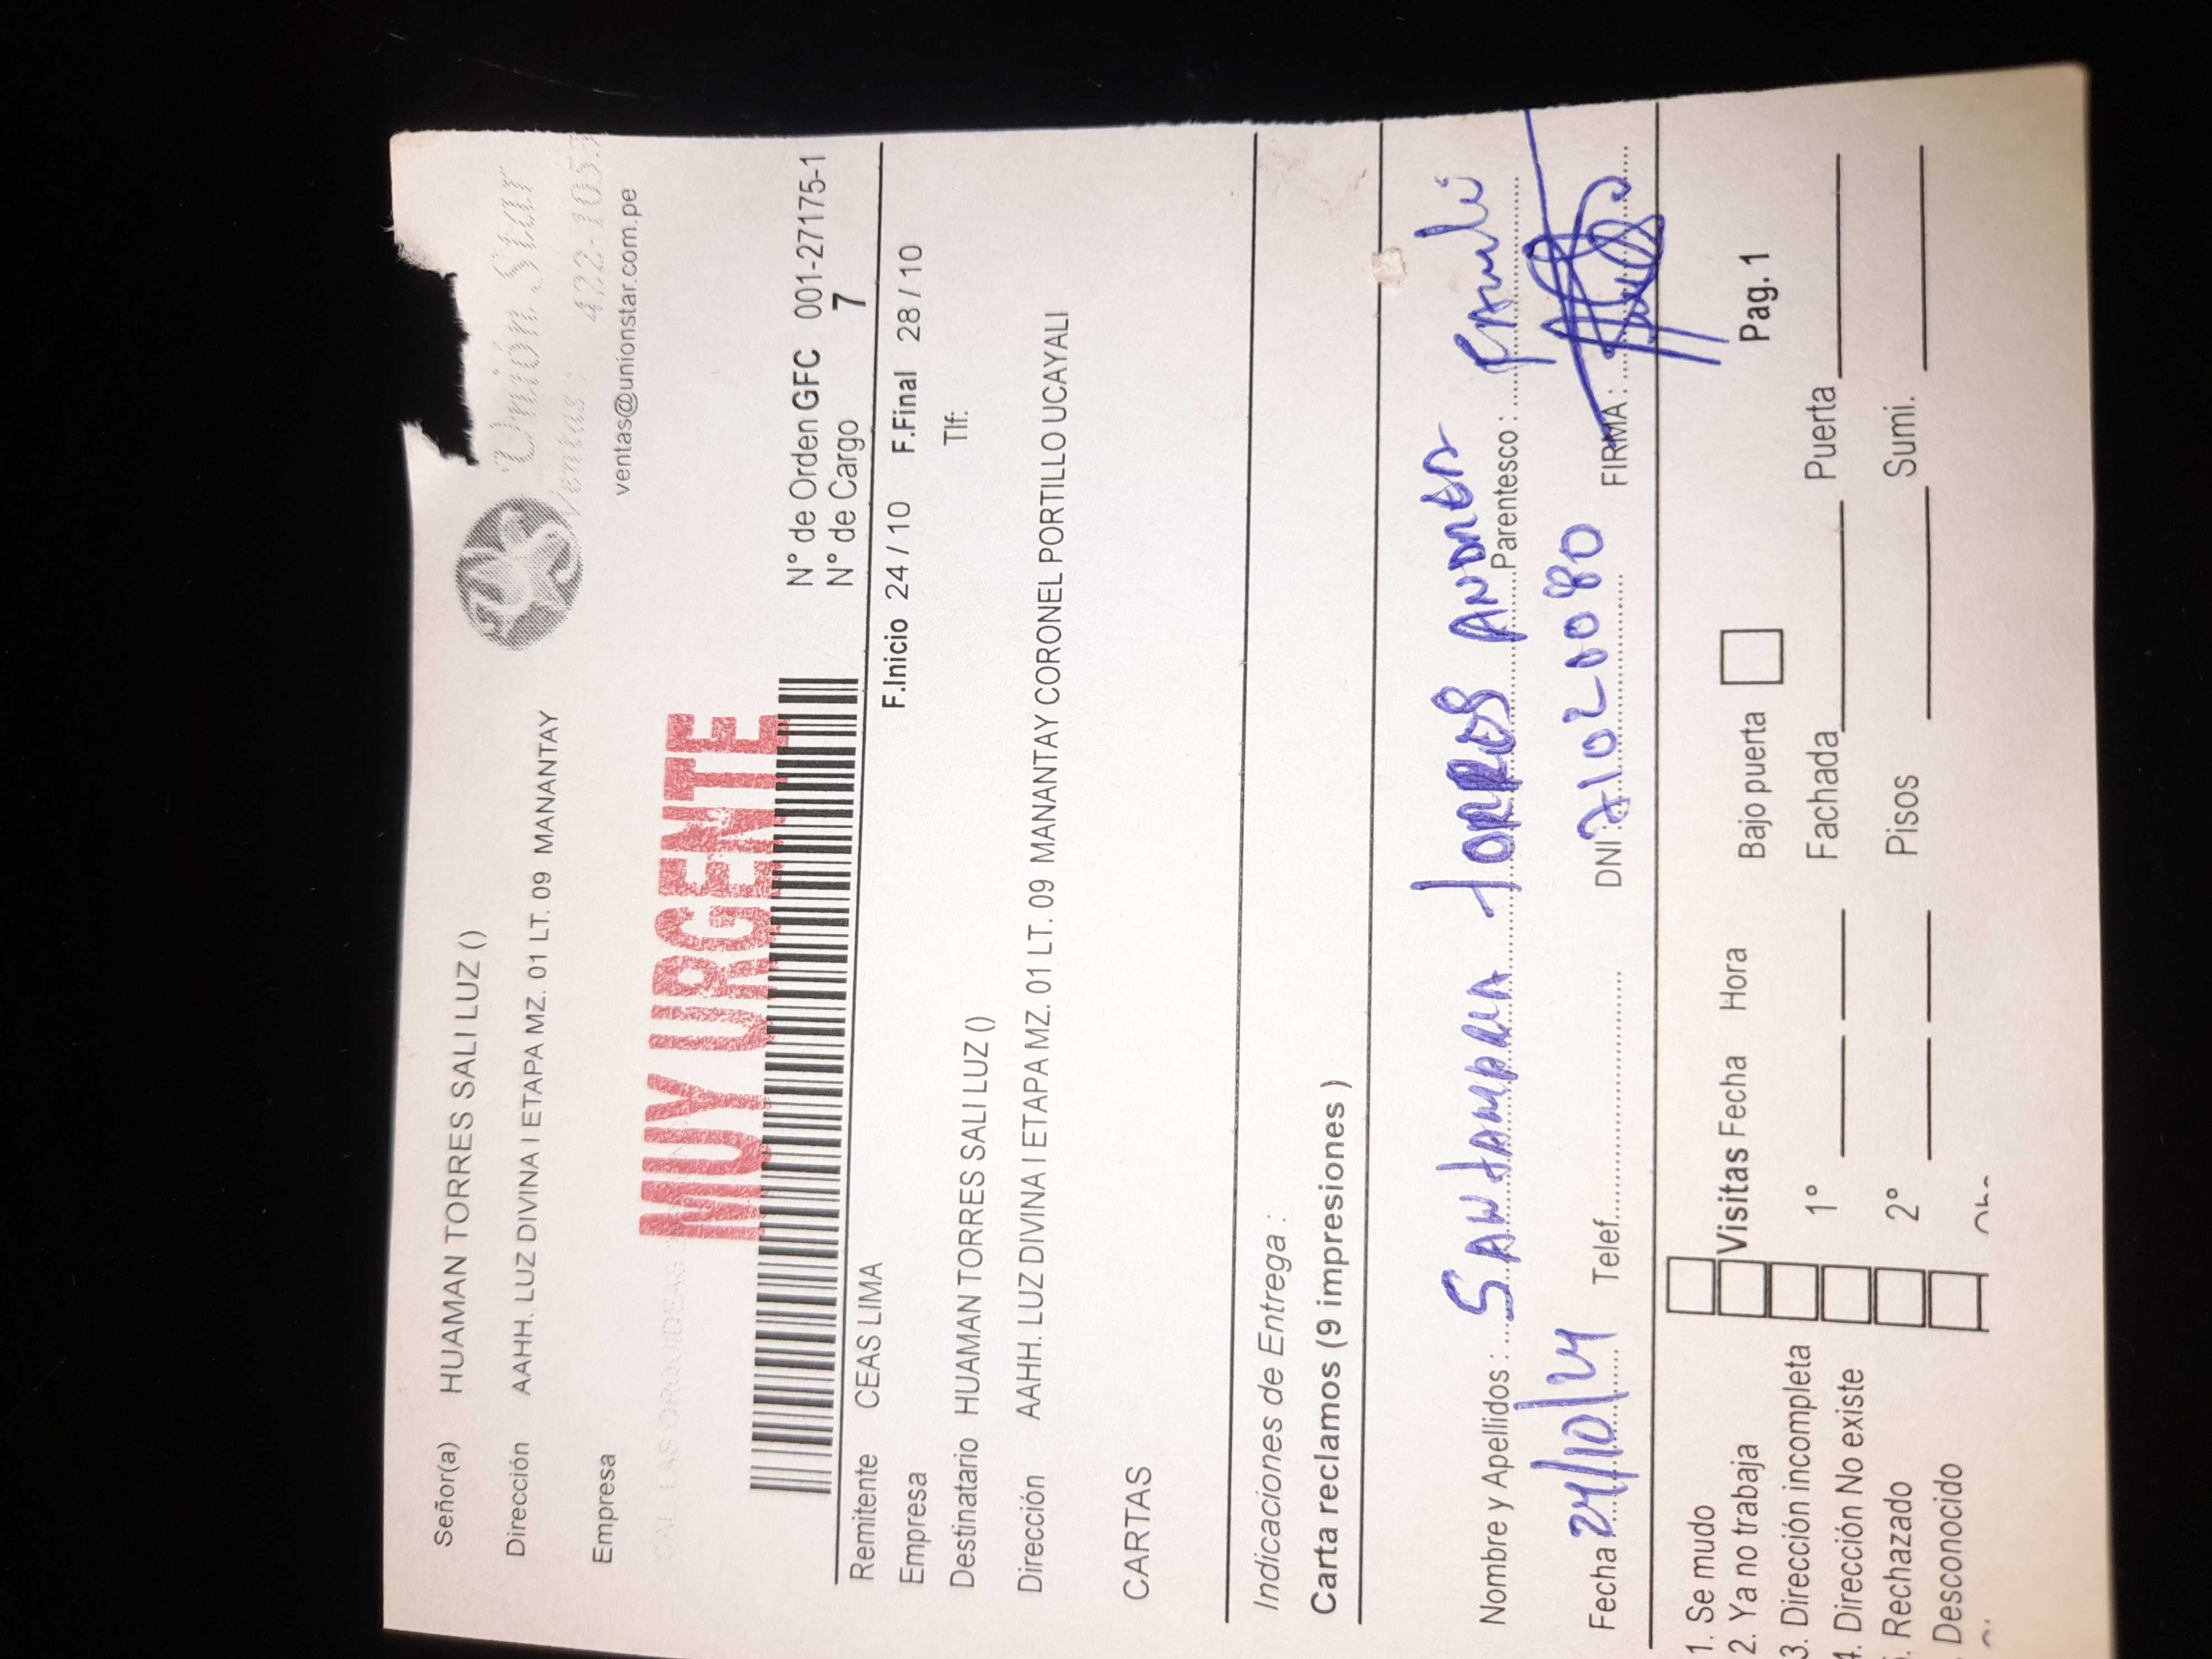 Señor(a) HUAMAN TORRES SALI LUZ ()
Unión Star
Dirección AAHH. LUZ DIVINA I ETAPA MZ. 01 LT. 09 MANANTAY
Ventas : 422-105
Empresa
ventas@unionstar.com.pe
MUY URGENTE
N° de Orden GFC 001-27175-1
N° de Cargo 7
Remitente CEAS LIMA
F.Inicio 24 / 10 F.Final 28 / 10
Empresa
Tlf:
Destinatario HUAMAN TORRES SALI LUZ ()
Dirección AAHH. LUZ DIVINA I ETAPA MZ. 01 LT. 09 MANANTAY CORONEL PORTILLO UCAYALI
CARTAS
Indicaciones de Entrega :
Carta reclamos (9 impresiones )
Nombre y Apellidos : SANTAMARIA TORRES ANDRES Parentesco :
Fecha 24/10/24 Telef. DNI: 71020080 FIRMA:
1. Se mudo
2. Ya no trabaja Visitas Fecha Hora Bajo puerta Pag. 1
3. Dirección incompleta 1° Fachada Puerta
4. Dirección No existe
. Rechazado 2° Pisos Sumi.
. Desconocido